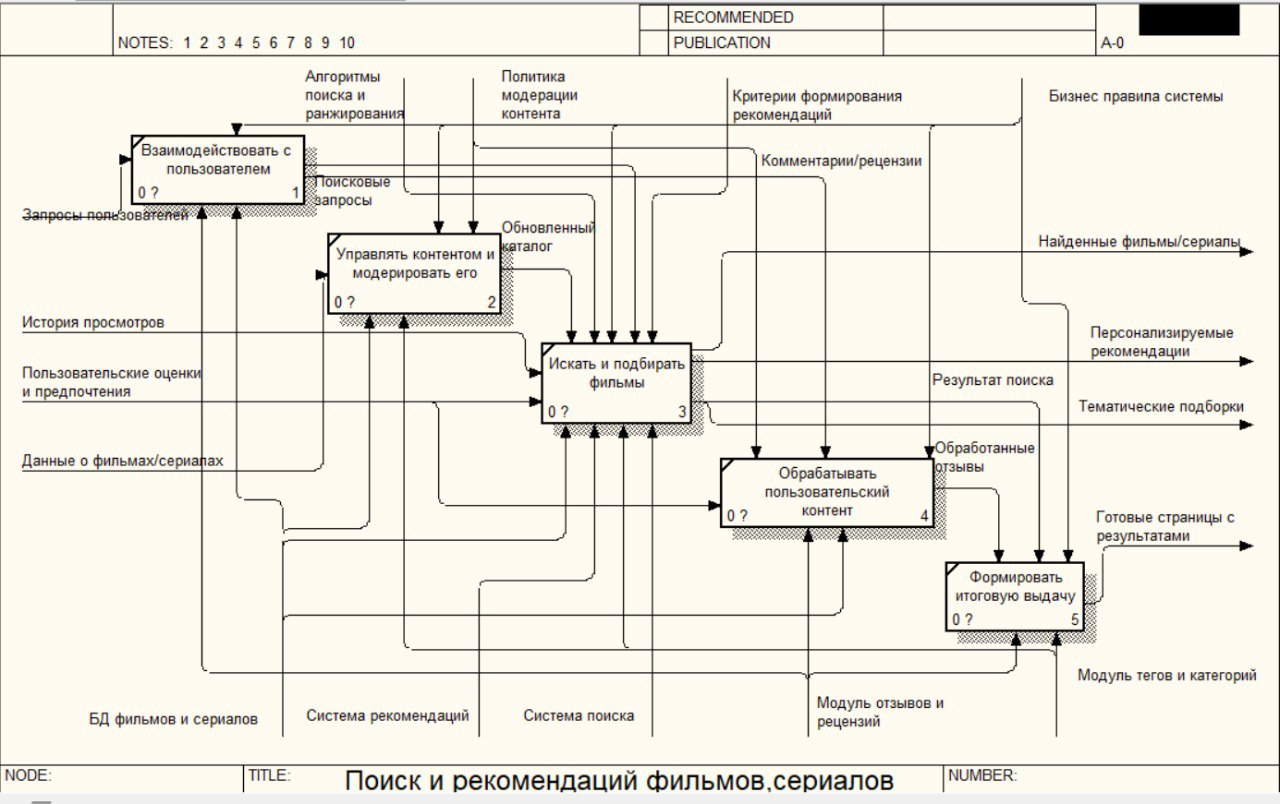 RECOMMENDED
NOTES: 1 2 3 4 5 6 7 8 9 10
PUBLICATION
A-0
Алгоритмы
поиска и
ранжирования
Политика
модерации
контента
Критерии формирования
рекомендаций
Бизнес правила системы
Взаимодействовать с
пользователем
0 ?
1
Комментарии/рецензии
Поисковые
запросы
Запросы пользователей
Обновленный
каталог
Управлять контентом и
модерировать его
0 ?
2
Найденные фильмы/сериалы
История просмотров
Персонализируемые
рекомендации
Искать и подбирать
фильмы
0 ?
3
Пользовательские оценки
и предпочтения
Результат поиска
Тематические подборки
Данные о фильмах/сериалах
Обработанные
отзывы
Обрабатывать
пользовательский
контент
0 ?
4
Готовые страницы с
результатами
Формировать
итоговую выдачу
0 ?
5
Модуль тегов и категорий
БД фильмов и сериалов
Система рекомендаций
Система поиска
Модуль отзывов и
рецензий
NODE:
TITLE:
Поиск и рекомендаций фильмов,сериалов
NUMBER: